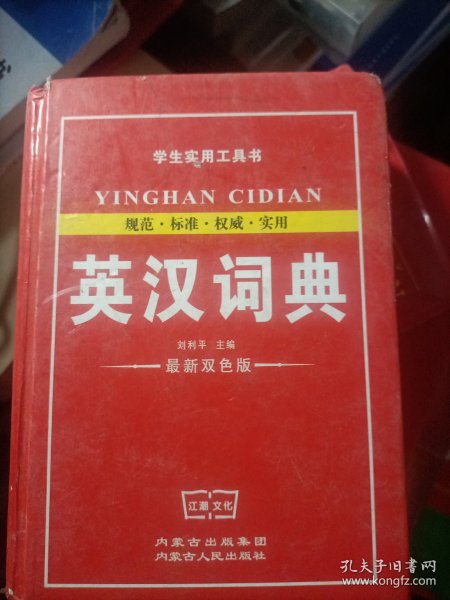 学生实用工具书
YINGHAN CIDIAN
规范·标准·权威·实用
英汉词典
刘利平 主编
最新双色版
江潮 文化
内蒙古出版集团
内蒙古人民出版社
孔夫子旧书网
www.kongfz.com